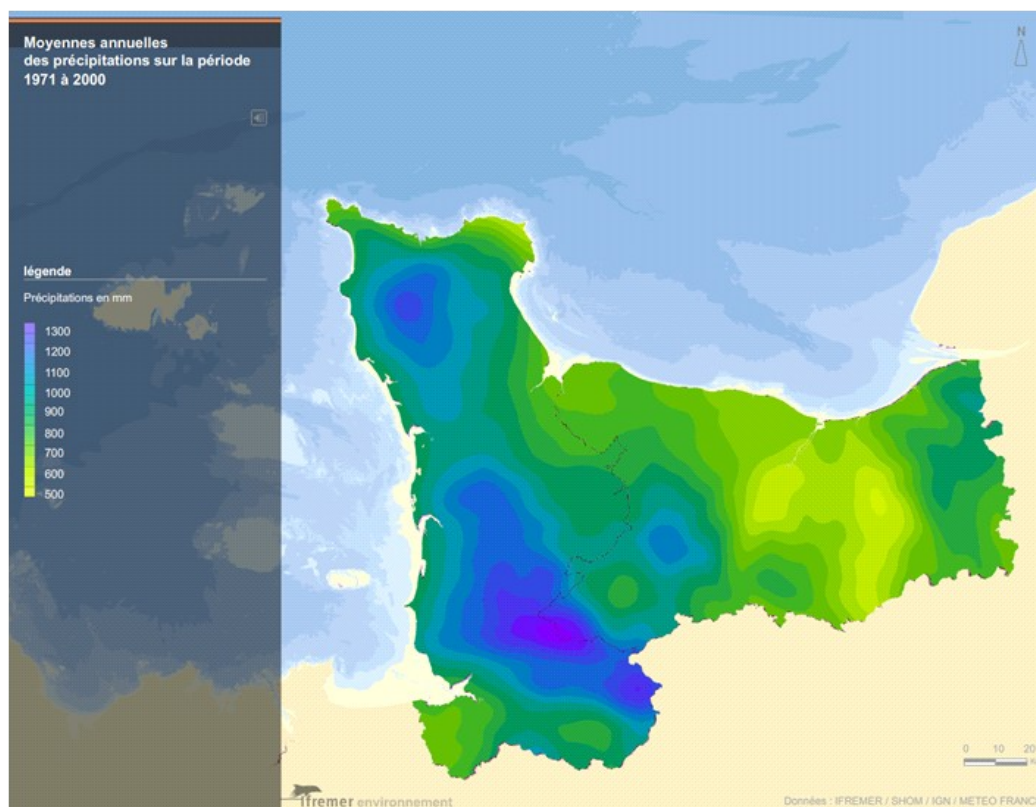 Moyennes annuelles
des précipitations sur la période
1971 à 2000
N
légende
Précipitations en mm
1300
1200
1100
1000
900
800
700
600
500
0 10 20
ifremer environnement
Données : IFREMER / SHOM / IGN / METEO FRANC